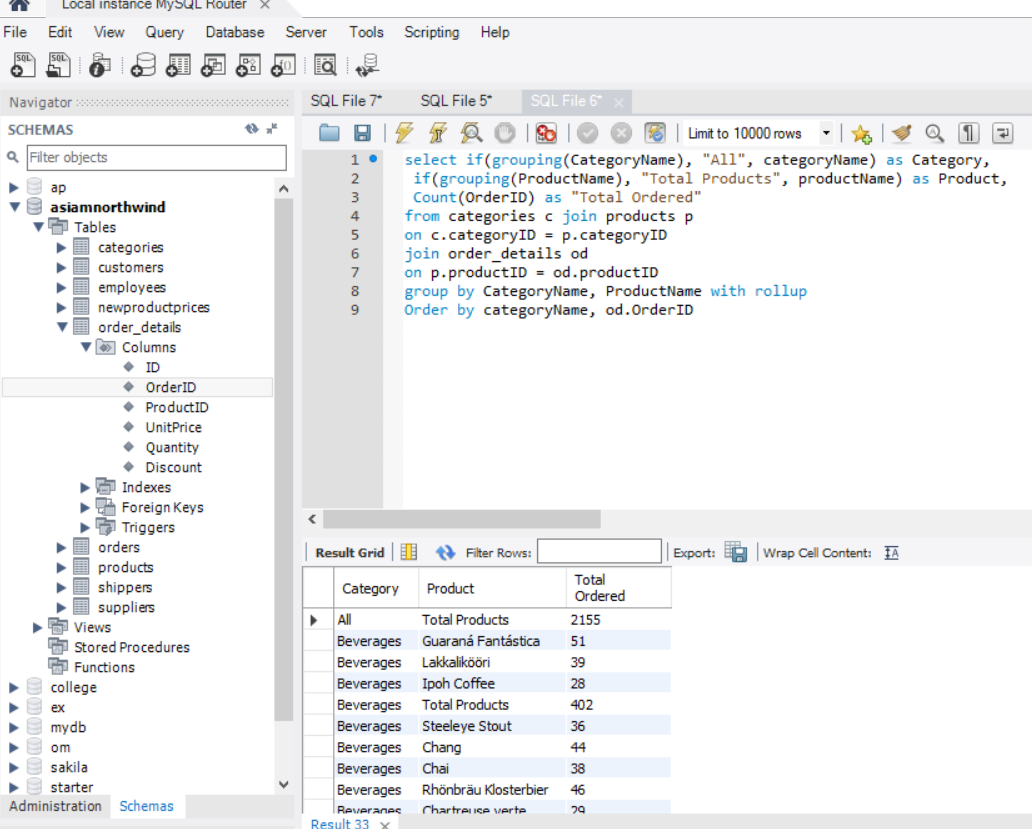 Local instance MySQL Router ×
File Edit View Query Database Server Tools Scripting Help
Navigator
SCHEMAS
Filter objects
ap
asiamnorthwind
Tables
categories
customers
employees
newproductprices
order_details
Columns
ID
OrderID
ProductID
UnitPrice
Quantity
Discount
Indexes
Foreign Keys
Triggers
orders
products
shippers
suppliers
Views
Stored Procedures
Functions
college
ex
mydb
om
sakila
starter
Administration Schemas
SQL File 7* SQL File 5* SQL File 6* ×
Limit to 10000 rows
1 select if(grouping(CategoryName), "All", categoryName) as Category,
2 if(grouping(ProductName), "Total Products", productName) as Product,
3 Count(OrderID) as "Total Ordered"
4 from categories c join products p
5 on c.categoryID = p.categoryID
6 join order_details od
7 on p.productID = od.productID
8 group by CategoryName, ProductName with rollup
9 Order by categoryName, od.OrderID
Result Grid Filter Rows: Export: Wrap Cell Content: IA
Category Product Total Ordered
All Total Products 2155
Beverages Guaraná Fantástica 51
Beverages Lakkalikööri 39
Beverages Ipoh Coffee 28
Beverages Total Products 402
Beverages Steeleye Stout 36
Beverages Chang 44
Beverages Chai 38
Beverages Rhönbräu Klosterbier 46
Beverages Chartreuse verte 29
Result 33 ×